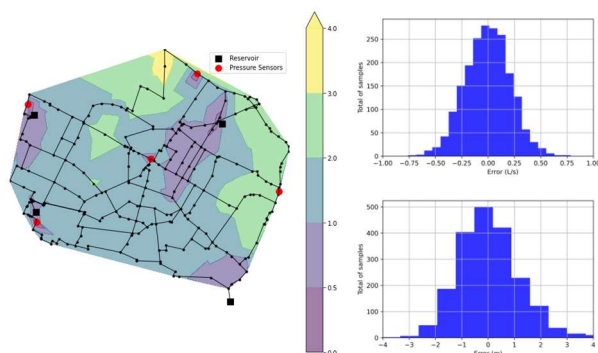 Reservoir
Pressure Sensors
4.0
3.0
2.0
1.0
0.5
0.0
Total of samples
250
200
150
100
50
0
-1.00 -0.75 -0.50 -0.25 0.00 0.25 0.50 0.75 1.00
Error (L/s)
Total of samples
500
400
300
200
100
0
-4 -3 -2 -1 0 1 2 3 4
Error (m)